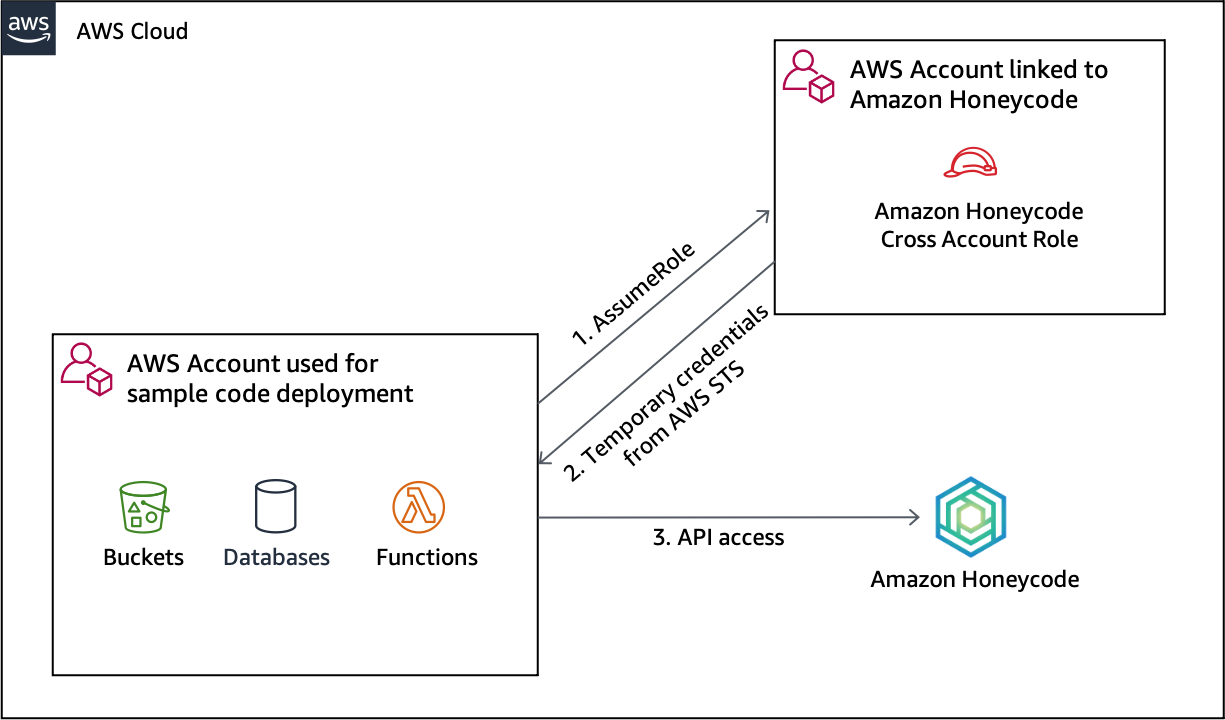 aws
AWS Cloud
AWS Account linked to
Amazon Honeycode
Amazon Honeycode
Cross Account Role
1. AssumeRole
2. Temporary credentials
from AWS STS
AWS Account used for
sample code deployment
Buckets
Databases
Functions
3. API access
Amazon Honeycode